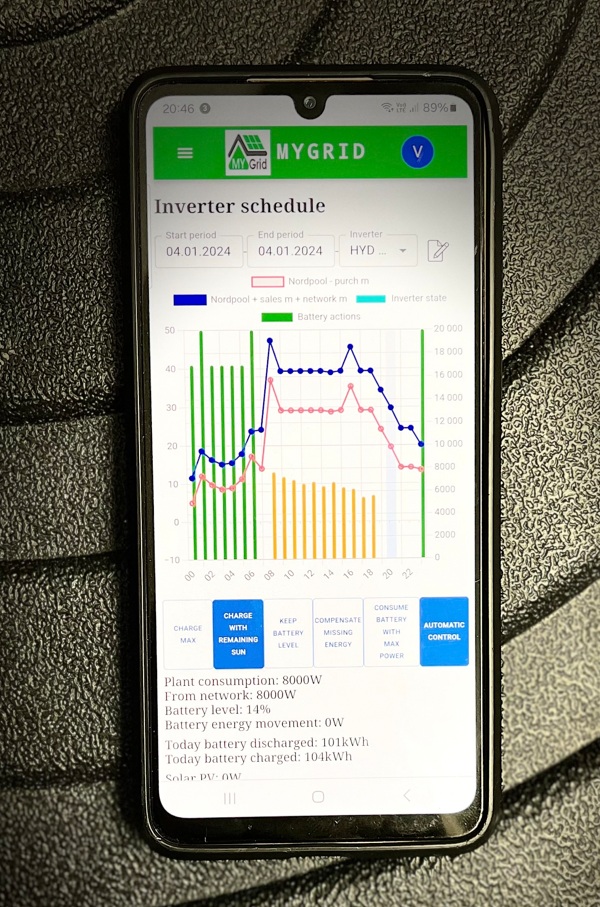 20:46 3 89%
MY Grid MYGRID V
Inverter schedule
Start period End period Inverter
04.01.2024 - 04.01.2024 - HYD ...
Nordpool - purch m
Nordpool + sales m + network m Inverter state
Battery actions
50 20 000
18 000
40 16 000
14 000
30 12 000
20 10 000
8000
10 6000
0 4000
2000
-10 0
00 02 04 06 08 10 12 14 16 18 20 22
CHARGE MAX
CHARGE WITH REMAINING SUN
KEEP BATTERY LEVEL
COMPENSATE MISSING ENERGY
CONSUME BATTERY WITH MAX POWER
AUTOMATIC CONTROL
Plant consumption: 8000W
From network: 8000W
Battery level: 14%
Battery energy movement: 0W
Today battery discharged: 101kWh
Today battery charged: 104kWh
Solar PV: 0W